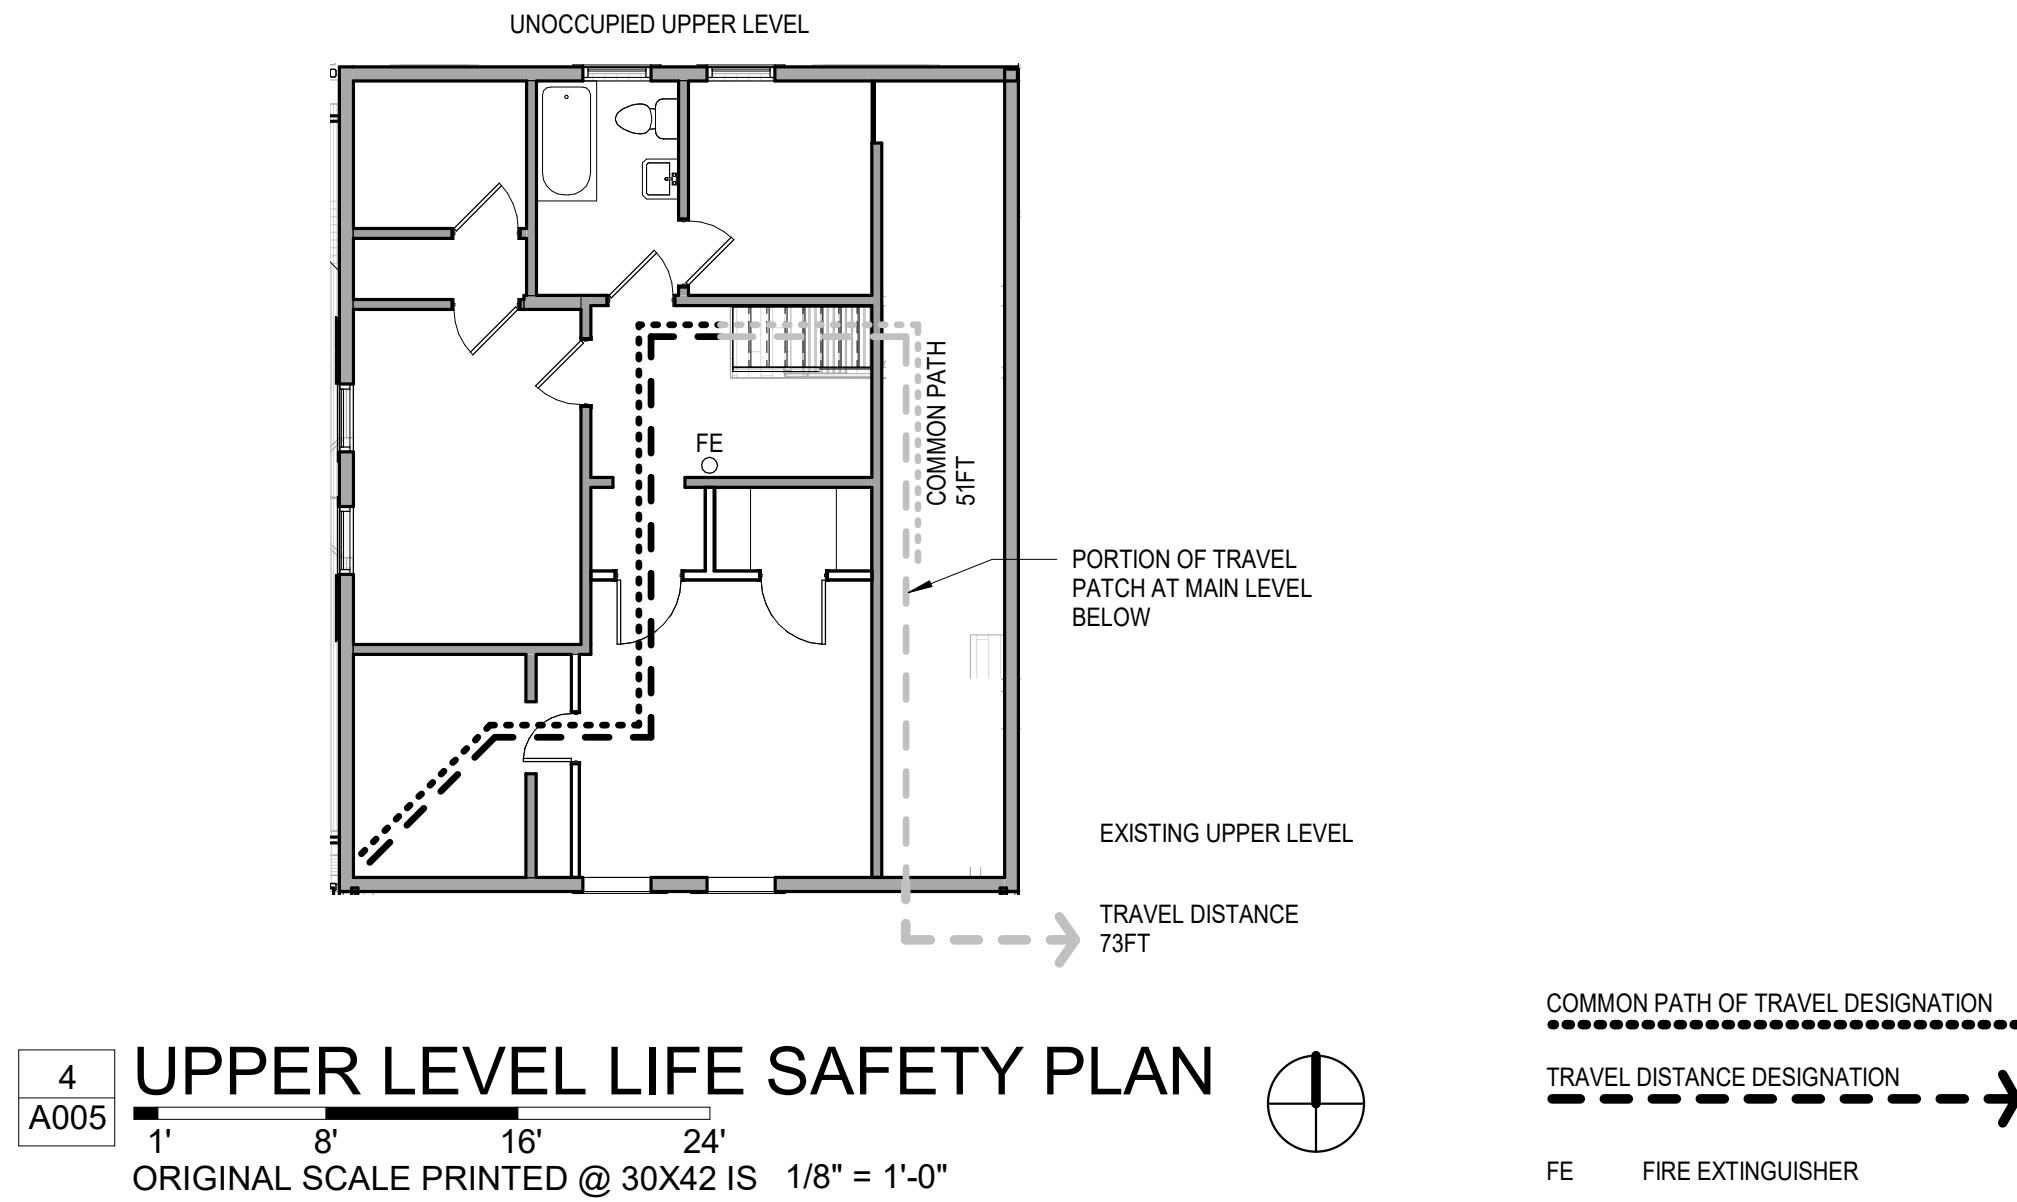 UNOCCUPIED UPPER LEVEL
FE
COMMON PATH
51FT
PORTION OF TRAVEL
PATCH AT MAIN LEVEL
BELOW
EXISTING UPPER LEVEL
TRAVEL DISTANCE
73FT
COMMON PATH OF TRAVEL DESIGNATION
TRAVEL DISTANCE DESIGNATION
FE FIRE EXTINGUISHER
4
A005
UPPER LEVEL LIFE SAFETY PLAN
1' 8' 16' 24'
ORIGINAL SCALE PRINTED @ 30X42 IS 1/8" = 1'-0"